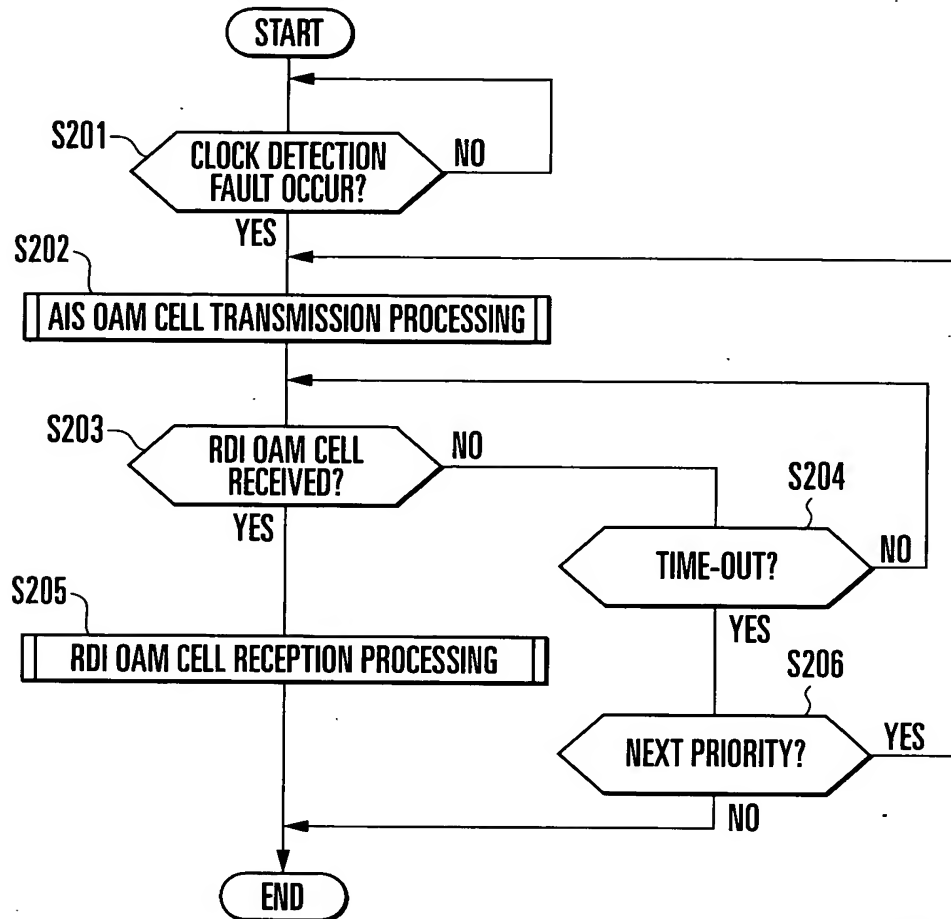 START
S201
CLOCK DETECTION
FAULT OCCUR?
NO
YES
S202
AIS OAM CELL TRANSMISSION PROCESSING
S203
RDI OAM CELL
RECEIVED?
NO
YES
S204
TIME-OUT?
NO
YES
S205
RDI OAM CELL RECEPTION PROCESSING
S206
NEXT PRIORITY?
YES
NO
END